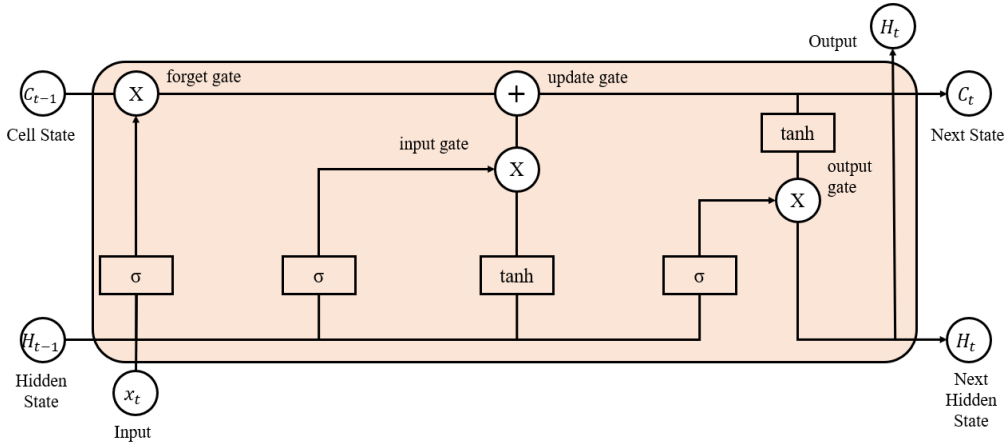 H_t
Output
forget gate
update gate
C_{t-1}
X
+
C_t
Cell State
Next State
tanh
input gate
X
output
gate
X
σ
σ
tanh
σ
H_{t-1}
H_t
Hidden
State
x_t
Next
Hidden
State
Input